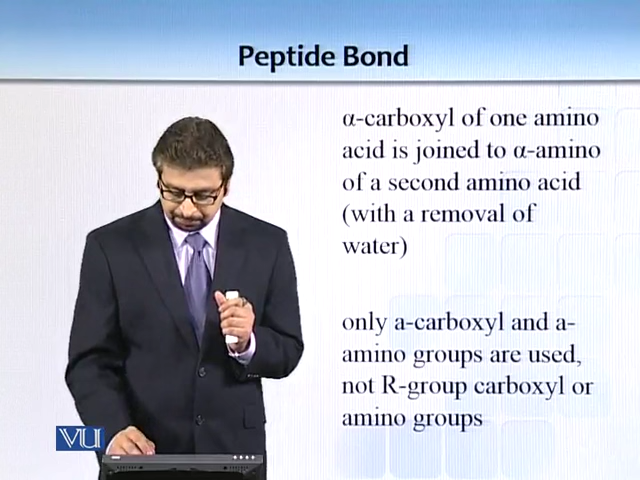 Peptide Bond
α-carboxyl of one amino
acid is joined to α-amino
of a second amino acid
(with a removal of
water)
only a-carboxyl and a-
amino groups are used,
not R-group carboxyl or
amino groups
VU